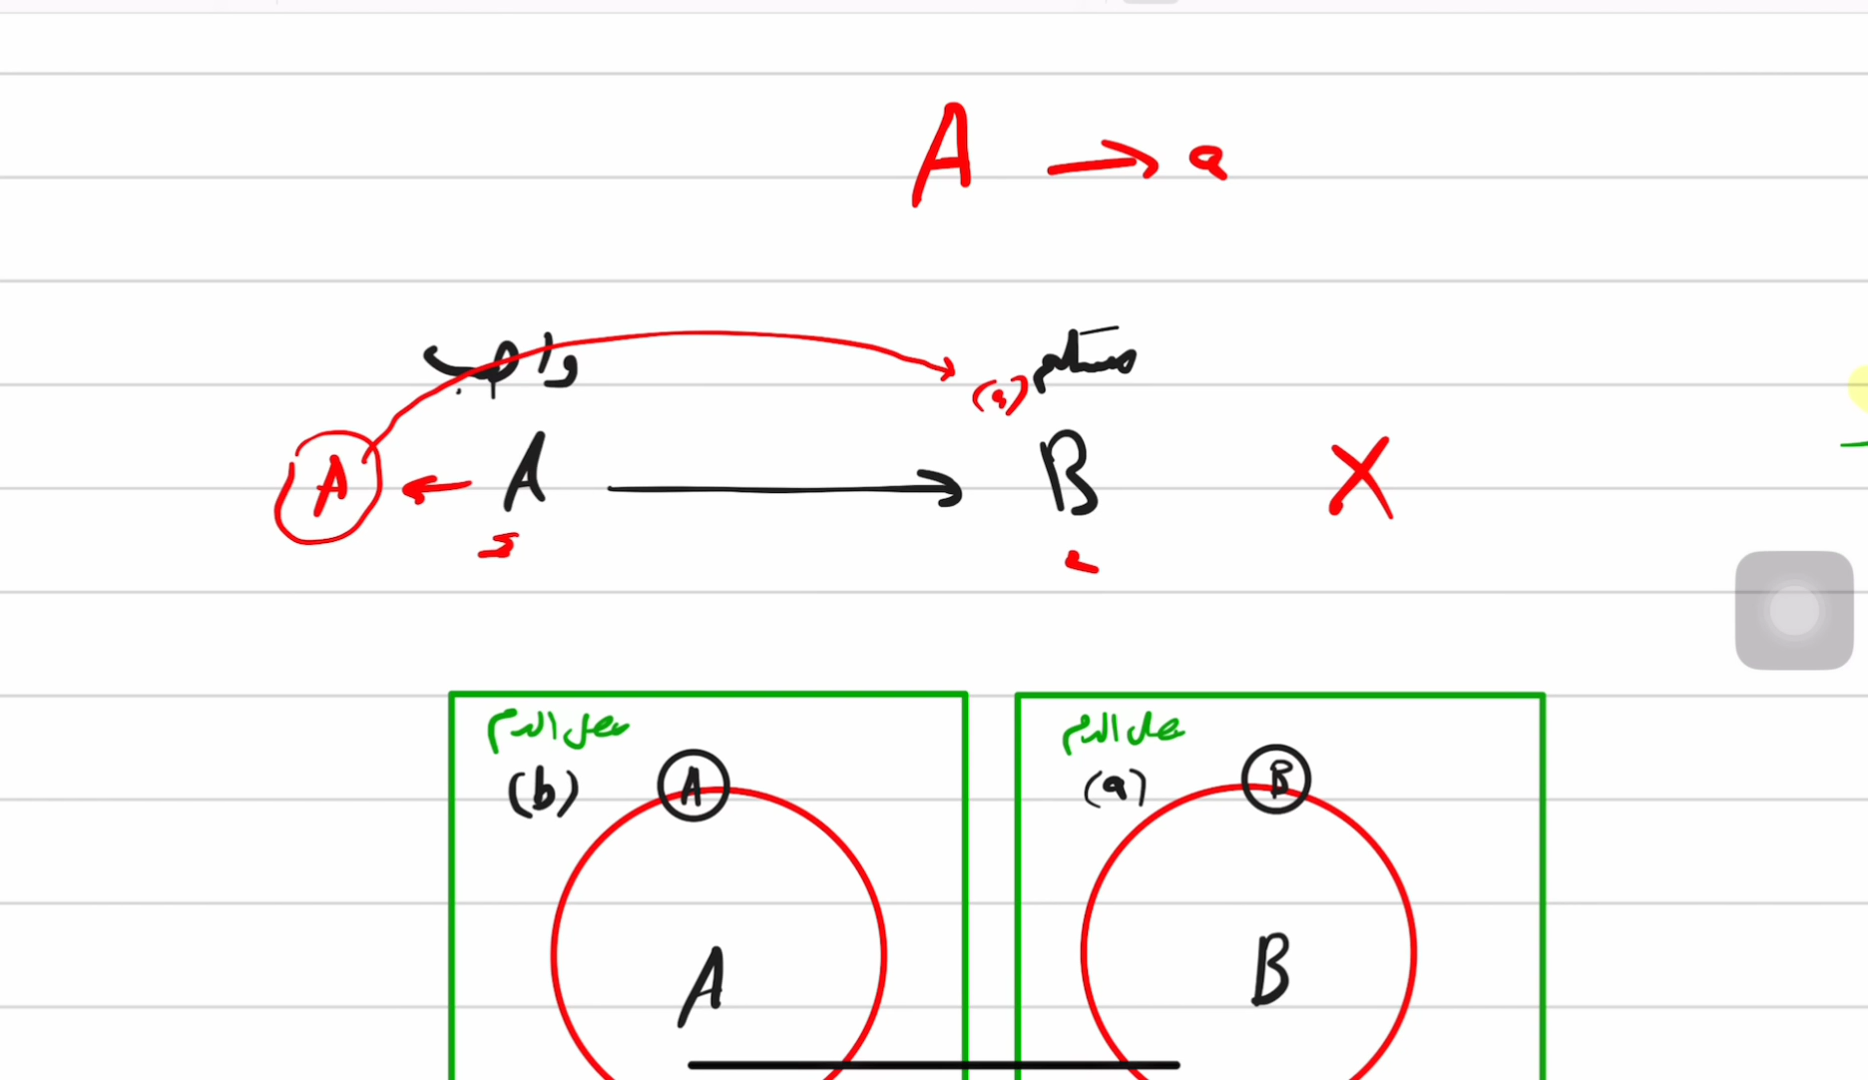 A → a
واهب مستلم
(a)
A ← A → B X
مصل الدم مصل الدم
(b) A (a) B
A B